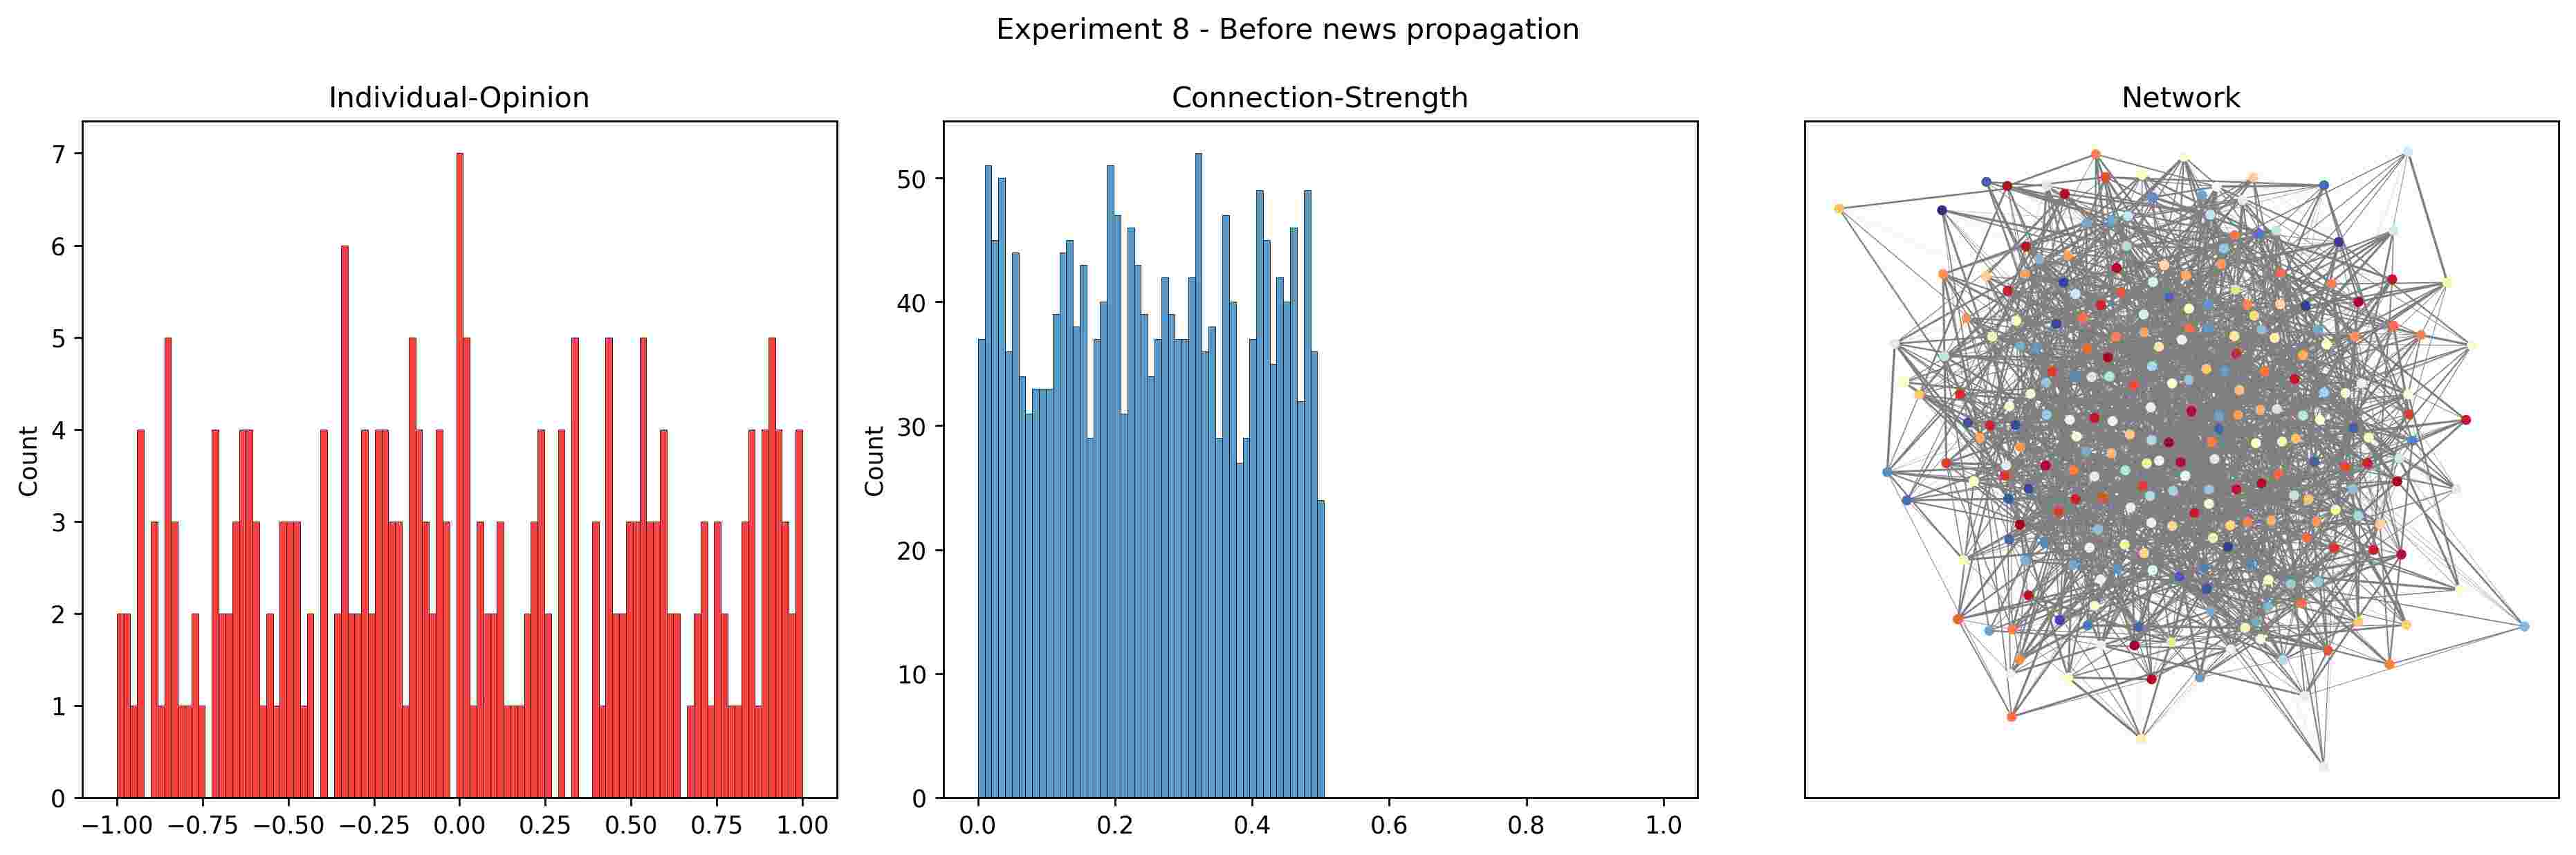 Experiment 8 - Before news propagation
Individual-Opinion
Count
7
6
5
4
3
2
1
0
−1.00 −0.75 −0.50 −0.25 0.00 0.25 0.50 0.75 1.00
Connection-Strength
Count
50
40
30
20
10
0
0.0 0.2 0.4 0.6 0.8 1.0
Network